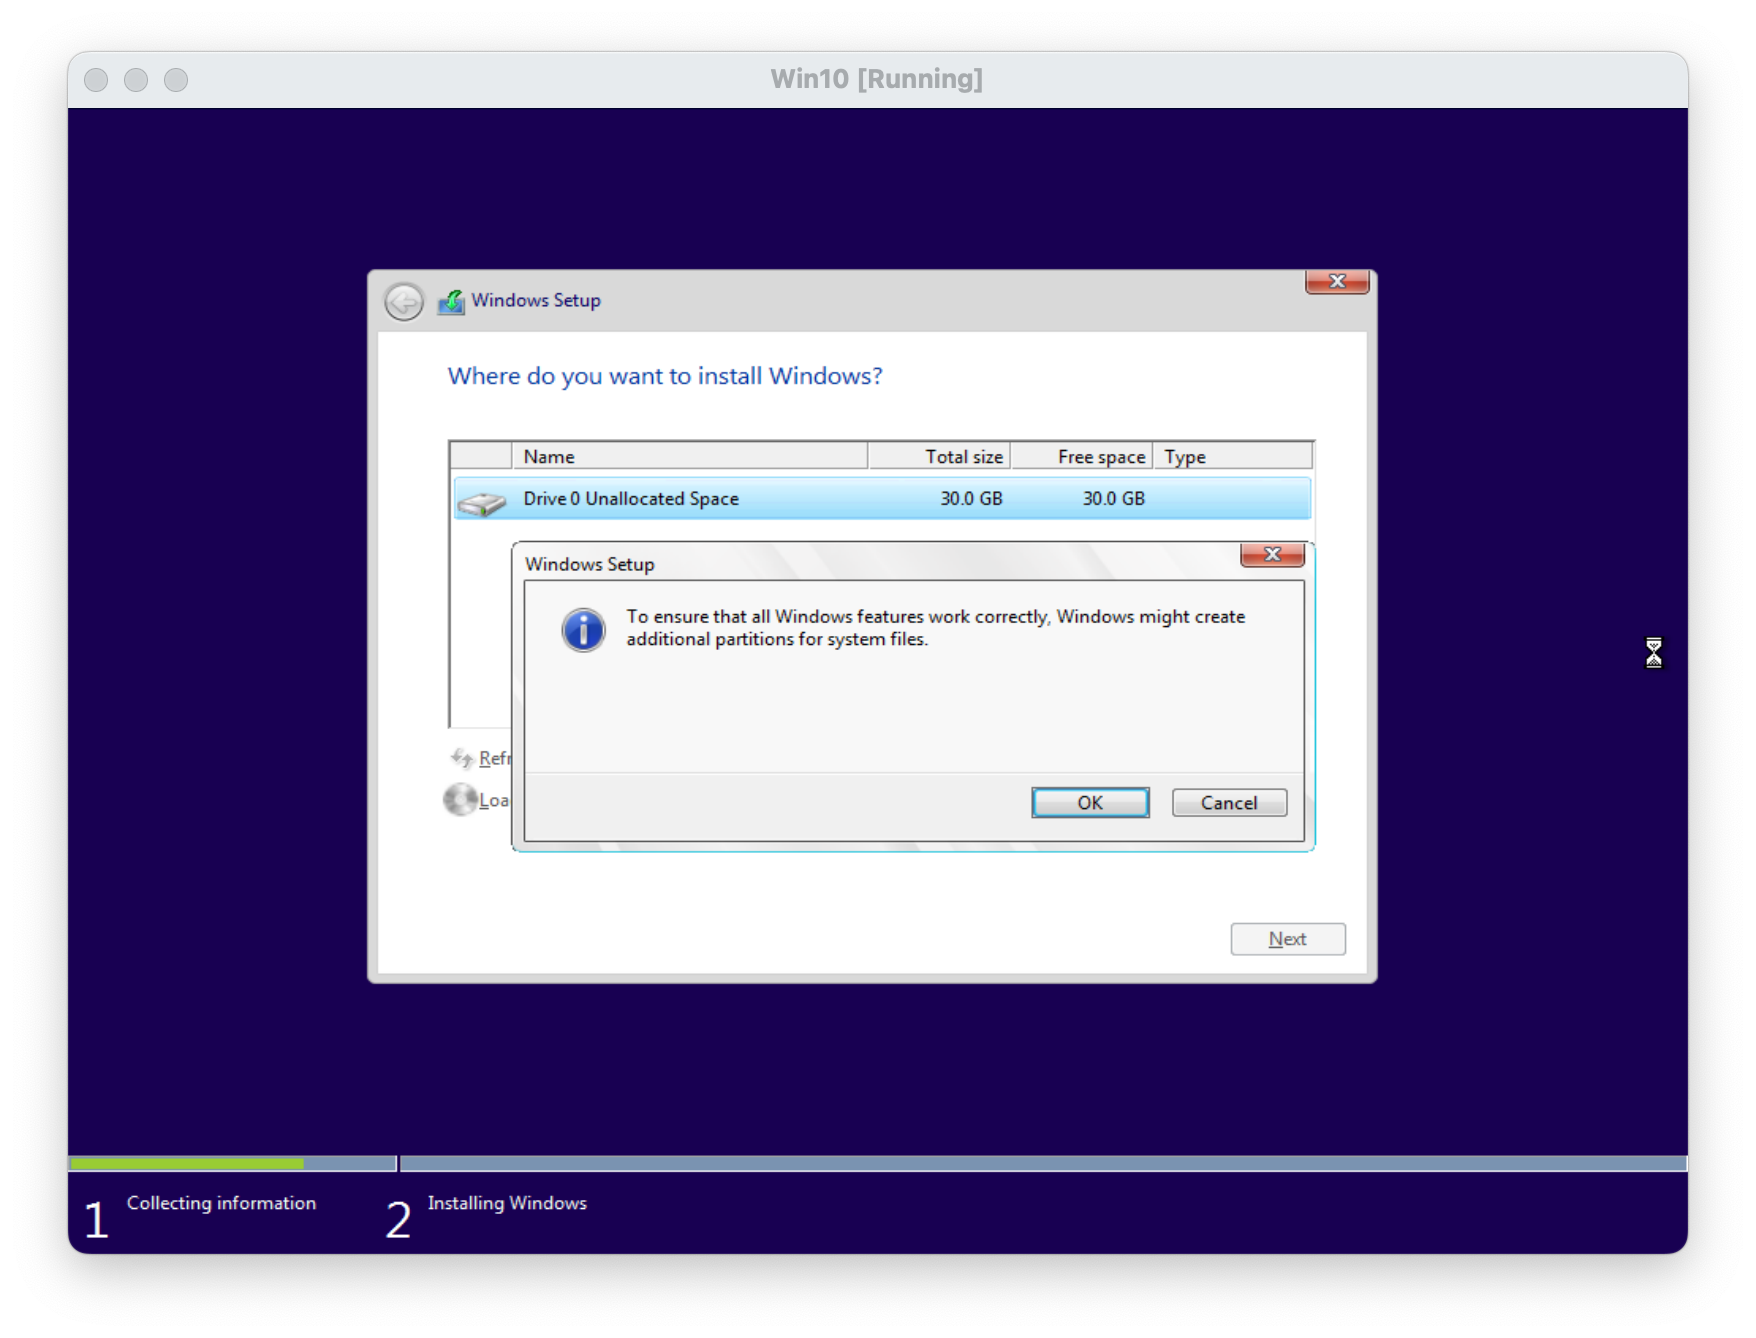 Win10 [Running]
Windows Setup
Where do you want to install Windows?
Name Total size Free space Type
Drive 0 Unallocated Space 30.0 GB 30.0 GB
Windows Setup
To ensure that all Windows features work correctly, Windows might create
additional partitions for system files.
Refr
Loa
OK Cancel
Next
1 Collecting information 2 Installing Windows